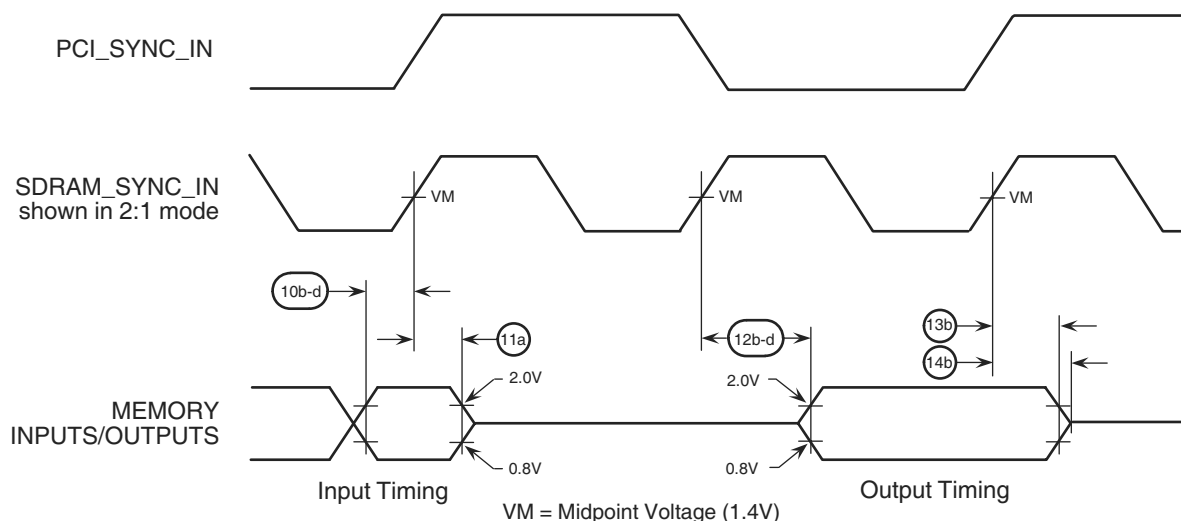 PCI_SYNC_IN
SDRAM_SYNC_IN
shown in 2:1 mode
VM
VM
VM
10b-d
11a
12b-d
13b
14b
2.0V
2.0V
MEMORY
INPUTS/OUTPUTS
0.8V
0.8V
Input Timing
Output Timing
VM = Midpoint Voltage (1.4V)